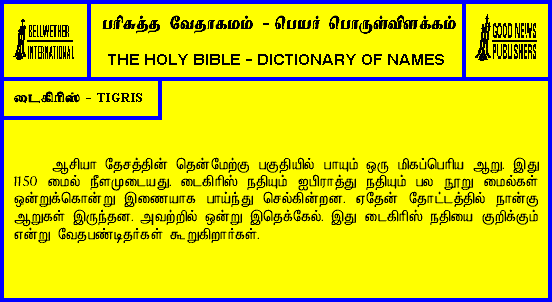 BELLWETHER
INTERNATIONAL
பரிசுத்த வேதாகமம் - பெயர் பொருள்விளக்கம்
THE HOLY BIBLE - DICTIONARY OF NAMES
GOOD NEWS
PUBLISHERS
டைகிரிஸ் - TIGRIS
ஆசியா தேசத்தின் தென்மேற்கு பகுதியில் பாயும் ஒரு மிகப்பெரிய ஆறு. இது
1150 மைல் நீளமுடையது. டைகிரிஸ் நதியும் ஐபிராத்து நதியும் பல நூறு மைல்கள்
ஒன்றுக்கொன்று இணையாக பாய்ந்து செல்கின்றன. ஏதேன் தோட்டத்தில் நான்கு
ஆறுகள் இருந்தன. அவற்றில் ஒன்று இதெக்கேல். இது டைகிரிஸ் நதியை குறிக்கும்
என்று வேதபண்டிதர்கள் கூறுகிறார்கள்.